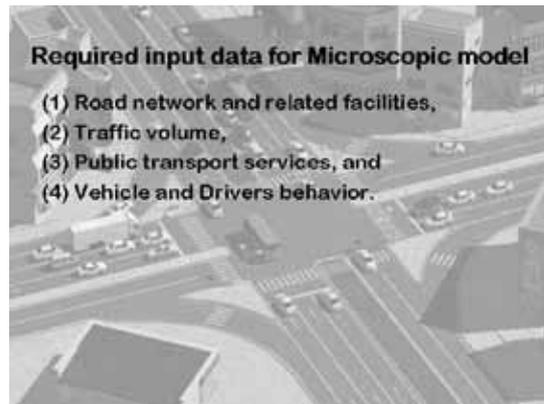 Required input data for Microscopic model
(1) Road network and related facilities,
(2) Traffic volume,
(3) Public transport services, and
(4) Vehicle and Drivers behavior.